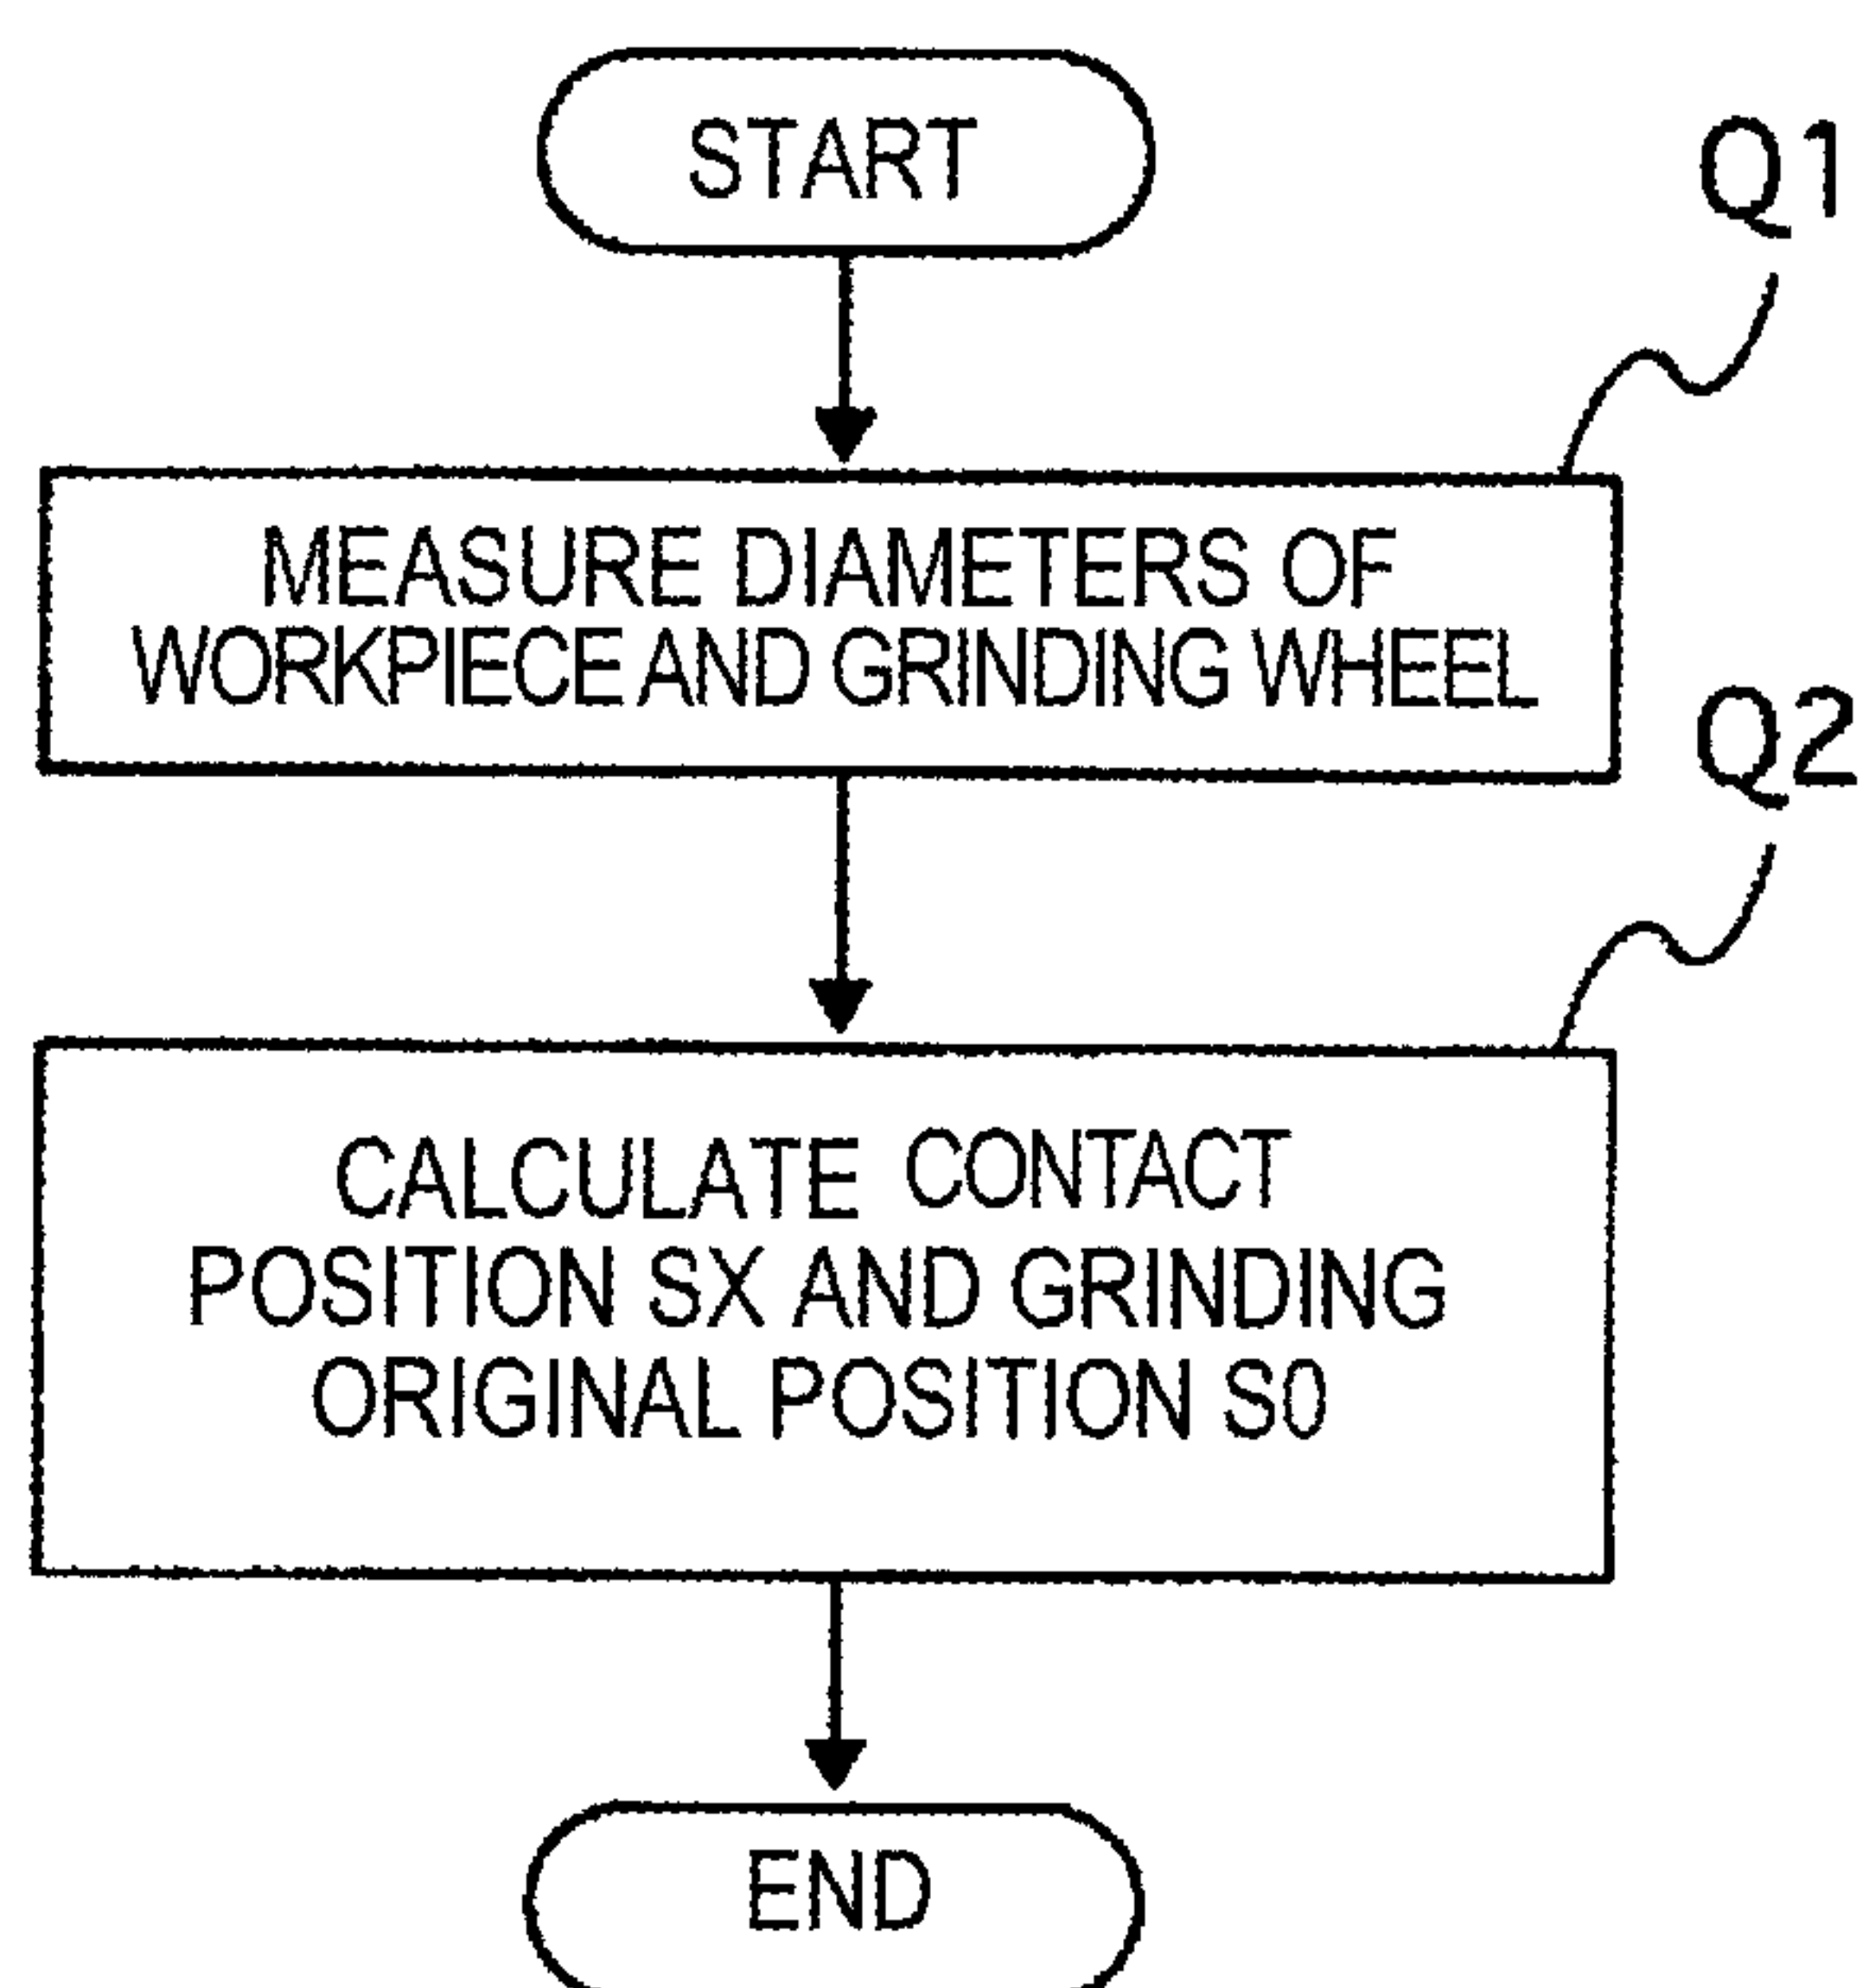 START
Q1
MEASURE DIAMETERS OF
WORKPIECE AND GRINDING WHEEL
Q2
CALCULATE CONTACT
POSITION SX AND GRINDING
ORIGINAL POSITION S0
END